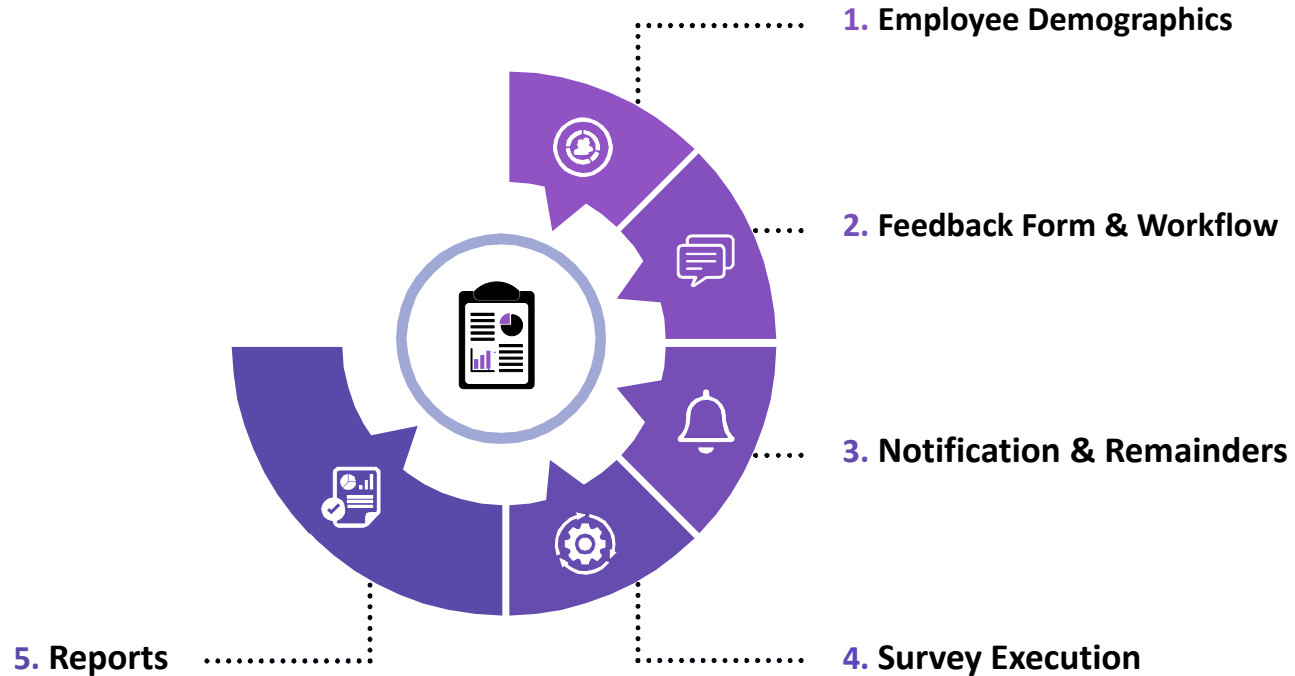 1. Employee Demographics
2. Feedback Form & Workflow
3. Notification & Remainders
4. Survey Execution
5. Reports